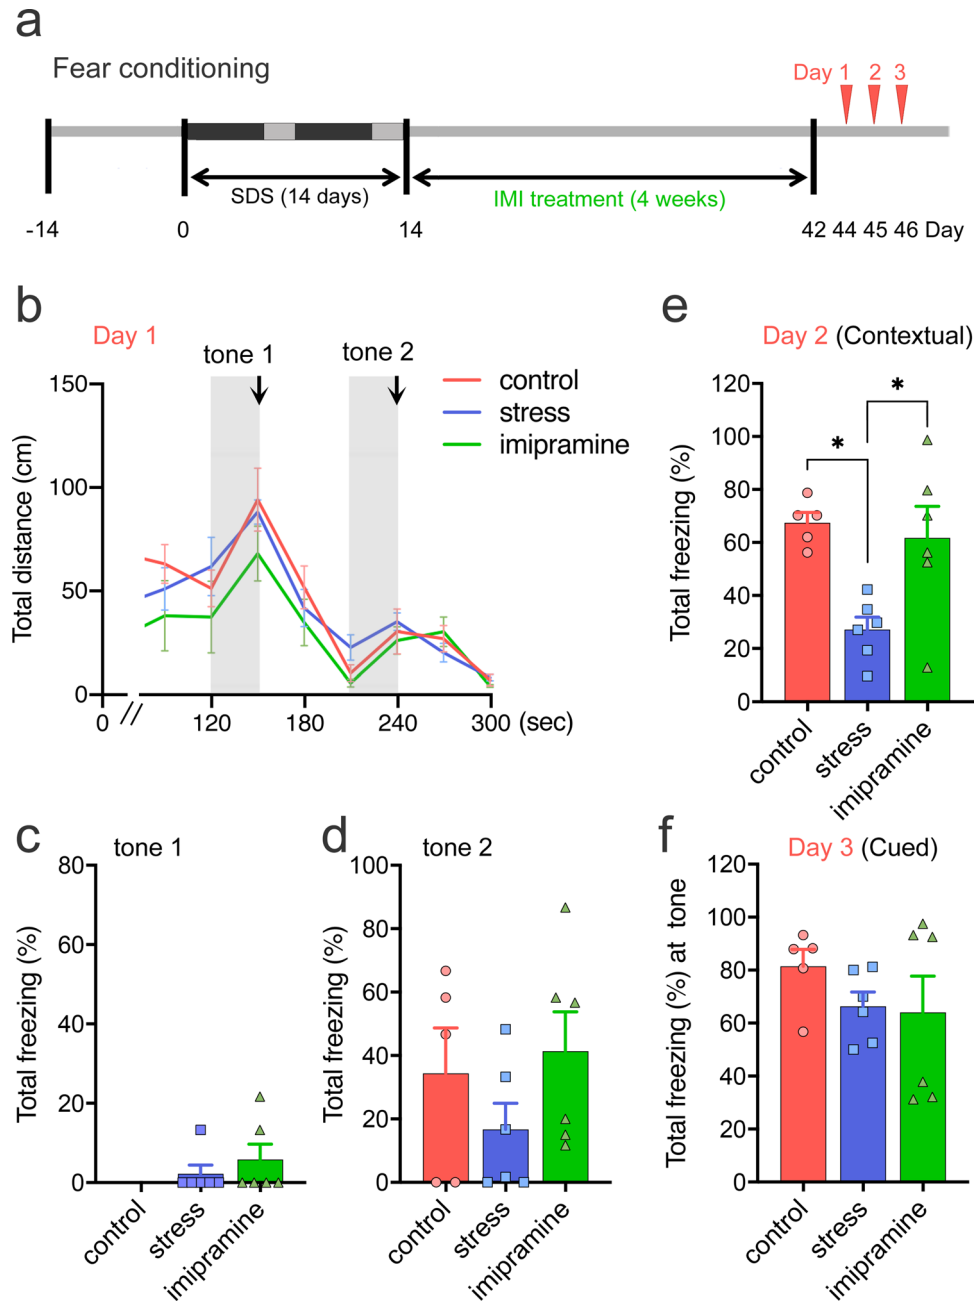 a
Fear conditioning
Day 1 2 3
SDS (14 days)
IMI treatment (4 weeks)
-14 0 14 42 44 45 46 Day
b
Day 1
tone 1
tone 2
control
stress
imipramine
Total distance (cm)
150
100
50
0
0 // 120 180 240 300 (sec)
e
Day 2 (Contextual)
Total freezing (%)
120
100
80
60
40
20
0
*
*
control
stress
imipramine
c
tone 1
Total freezing (%)
80
60
40
20
0
control
stress
imipramine
d
tone 2
Total freezing (%)
100
80
60
40
20
0
control
stress
imipramine
f
Day 3 (Cued)
Total freezing (%) at tone
120
100
80
60
40
20
0
control
stress
imipramine